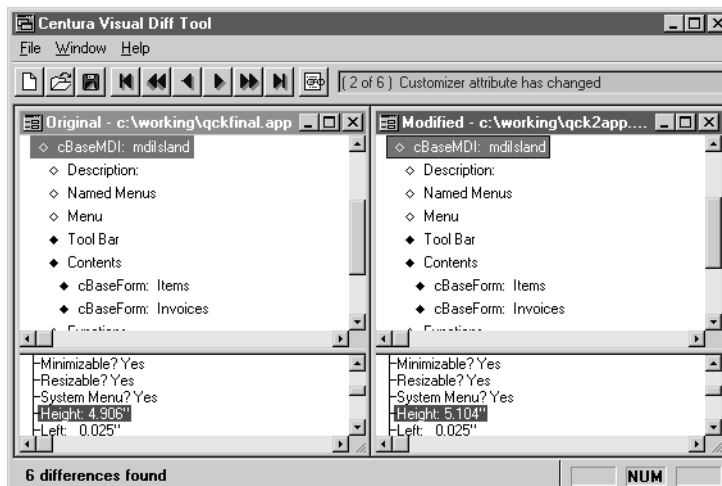 Centura Visual Diff Tool
File Window Help
( 2 of 6 ) Customizer attribute has changed
Original - c:\working\qckfinal.app
cBaseMDI: mdiIsland
Description:
Named Menus
Menu
Tool Bar
Contents
cBaseForm: Items
cBaseForm: Invoices
Functions
Minimizable? Yes
Resizable? Yes
System Menu? Yes
Height: 4.906"
Left: 0.025"
Modified - c:\working\qck2app....
cBaseMDI: mdiIsland
Description:
Named Menus
Menu
Tool Bar
Contents
cBaseForm: Items
cBaseForm: Invoices
Functions
Minimizable? Yes
Resizable? Yes
System Menu? Yes
Height: 5.104"
Left: 0.025"
6 differences found
NUM